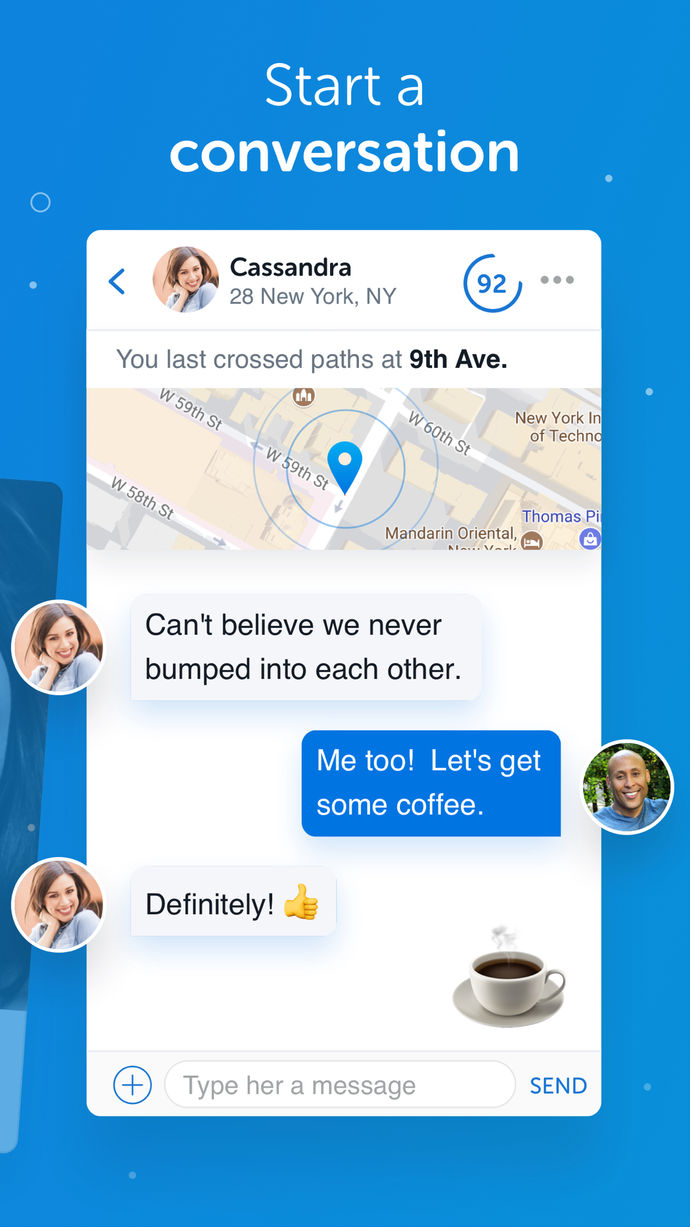 Start a
conversation
Cassandra
28 New York, NY
92
You last crossed paths at 9th Ave.
W 59th St
W 60th St
New York In
of Techno
W 59th St
W 58th St
Thomas Pi
Mandarin Oriental,
New York
Can't believe we never
bumped into each other.
Me too! Let's get
some coffee.
Definitely! 👍
Type her a message
SEND